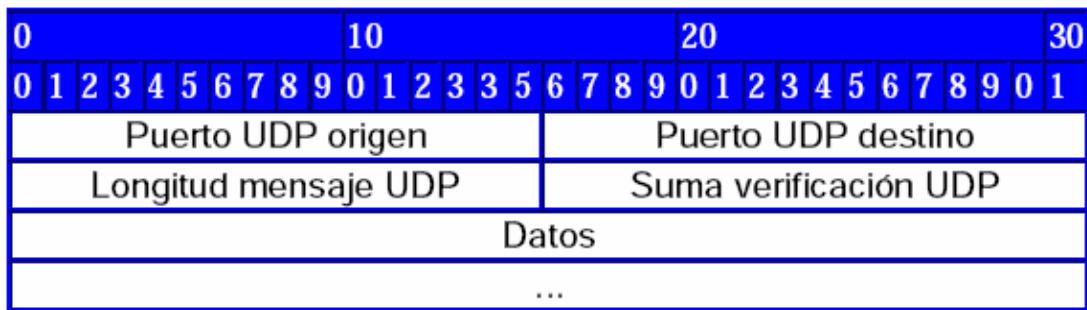 0 10 20 30
0 1 2 3 4 5 6 7 8 9 0 1 2 3 3 5 6 7 8 9 0 1 2 3 4 5 6 7 8 9 0 1
Puerto UDP origen Puerto UDP destino
Longitud mensaje UDP Suma verificación UDP
Datos
...